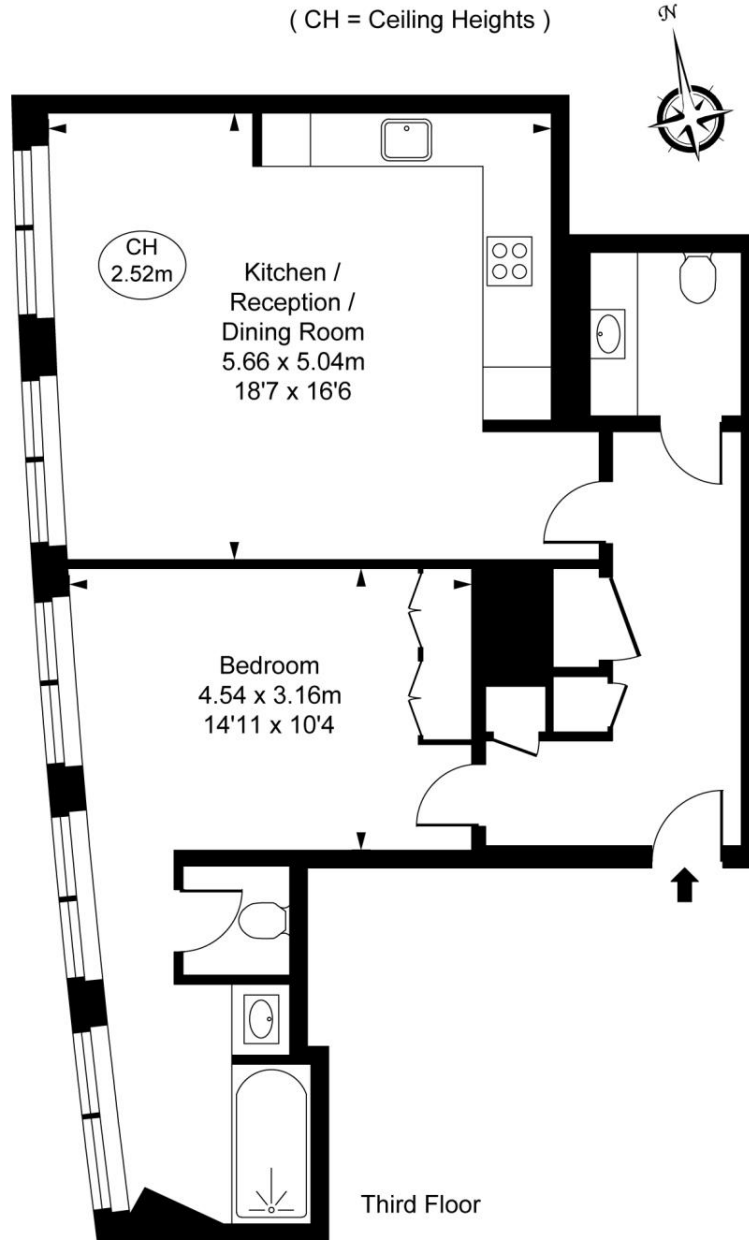 ( CH = Ceiling Heights )
N
CH
2.52m
Kitchen /
Reception /
Dining Room
5.66 x 5.04m
18'7 x 16'6
Bedroom
4.54 x 3.16m
14'11 x 10'4
Third Floor